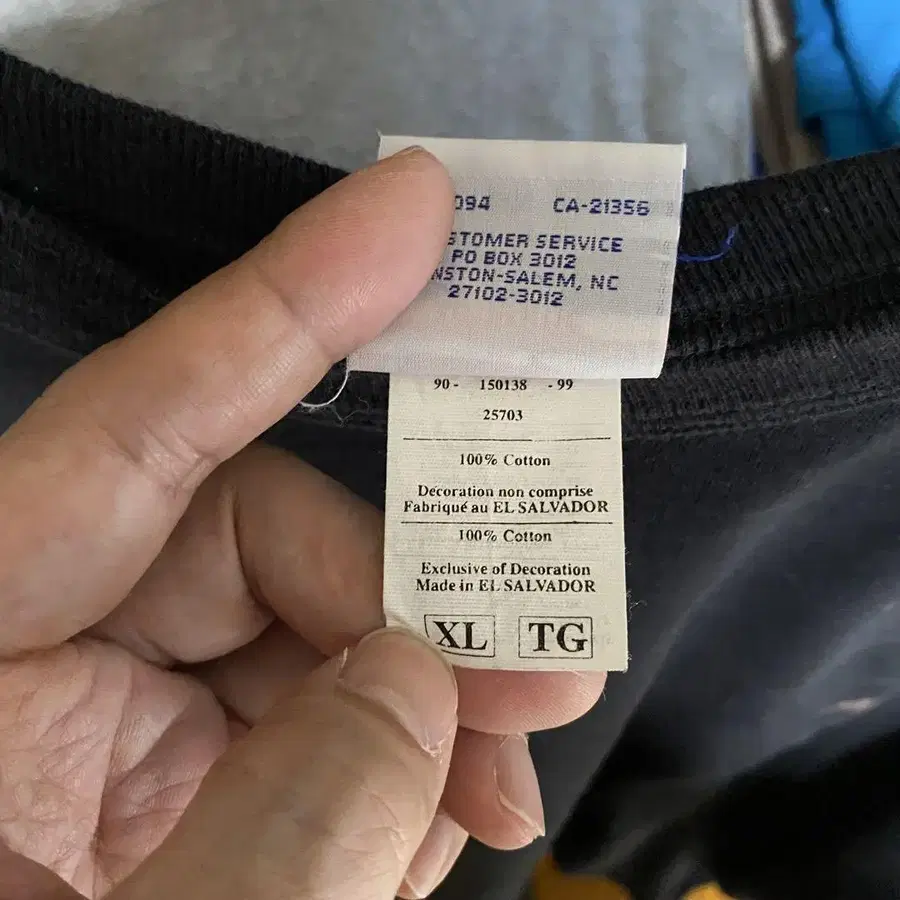 094 CA-21356
STOMER SERVICE
PO BOX 3012
NSTON-SALEM, NC
27102-3012
90- 150138 -99
25703
100% Cotton
Décoration non comprise
Fabriqué au EL SALVADOR
100% Cotton
Exclusive of Decoration
Made in EL SALVADOR
XL TG